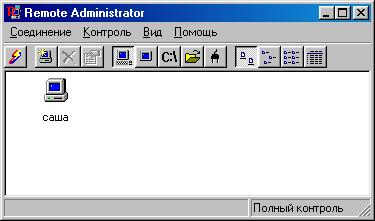 Remote Administrator
Соединение Контроль Вид Помощь
C:\
саша
Полный контроль